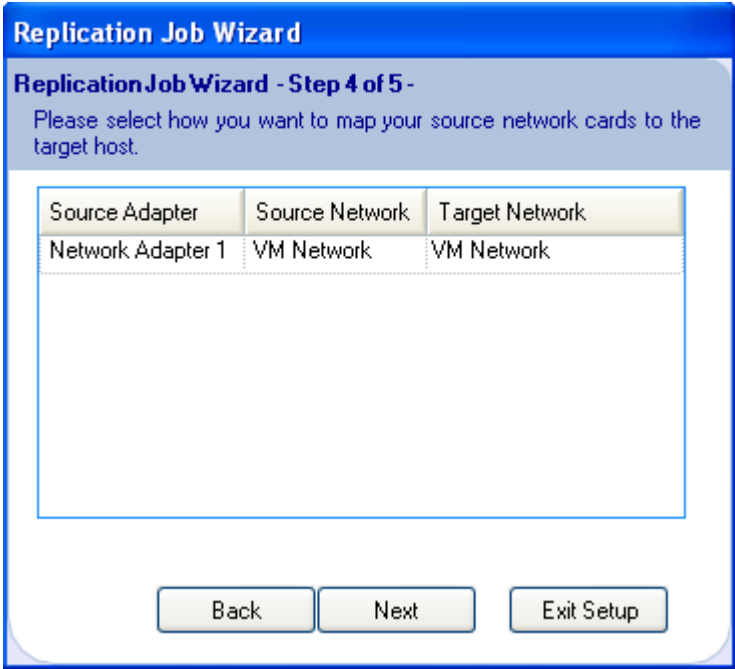 Replication Job Wizard
Replication Job Wizard - Step 4 of 5 -
Please select how you want to map your source network cards to the
target host.
Source Adapter Source Network Target Network
Network Adapter 1 VM Network VM Network
Back Next Exit Setup